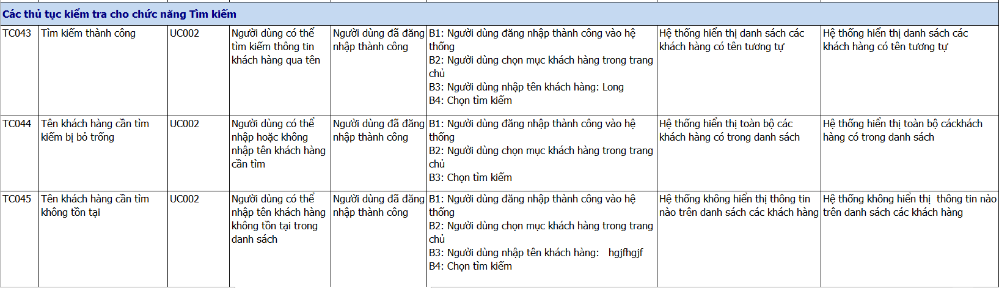 Các thủ tục kiểm tra cho chức năng Tìm kiếm
TC043
Tìm kiếm thành công
UC002
Người dùng có thể
tìm kiếm thông tin
khách hàng qua tên
Người dùng đã đăng
nhập thành công
B1: Người dùng đăng nhập thành công vào hệ
thống
B2: Người dùng chọn mục khách hàng trong trang
chủ
B3: Người dùng nhập tên khách hàng: Long
B4: Chọn tìm kiếm
Hệ thống hiển thị danh sách các
khách hàng có tên tương tự
Hệ thống hiển thị danh sách các
khách hàng có tên tương tự
TC044
Tên khách hàng cần tìm
kiếm bị bỏ trống
UC002
Người dùng có thể
nhập hoặc không
nhập tên khách hàng
cần tìm
Người dùng đã đăng
nhập thành công
B1: Người dùng đăng nhập thành công vào hệ
thống
B2: Người dùng chọn mục khách hàng trong trang
chủ
B3: Chọn tìm kiếm
Hệ thống hiển thị toàn bộ các
khách hàng có trong danh sách
Hệ thống hiển thị toàn bộ cáckhách
hàng có trong danh sách
TC045
Tên khách hàng cần tìm
không tồn tại
UC002
Người dùng có thể
nhập tên khách hàng
không tồn tại trong
danh sách
Người dùng đã đăng
nhập thành công
B1: Người dùng đăng nhập thành công vào hệ
thống
B2: Người dùng chọn mục khách hàng trong trang
chủ
B3: Người dùng nhập tên khách hàng:   hgjfhgjf
B4: Chọn tìm kiếm
Hệ thống không hiển thị thông tin
nào trên danh sách các khách hàng
Hệ thống không hiển thị  thông tin nào
trên danh sách các khách hàng